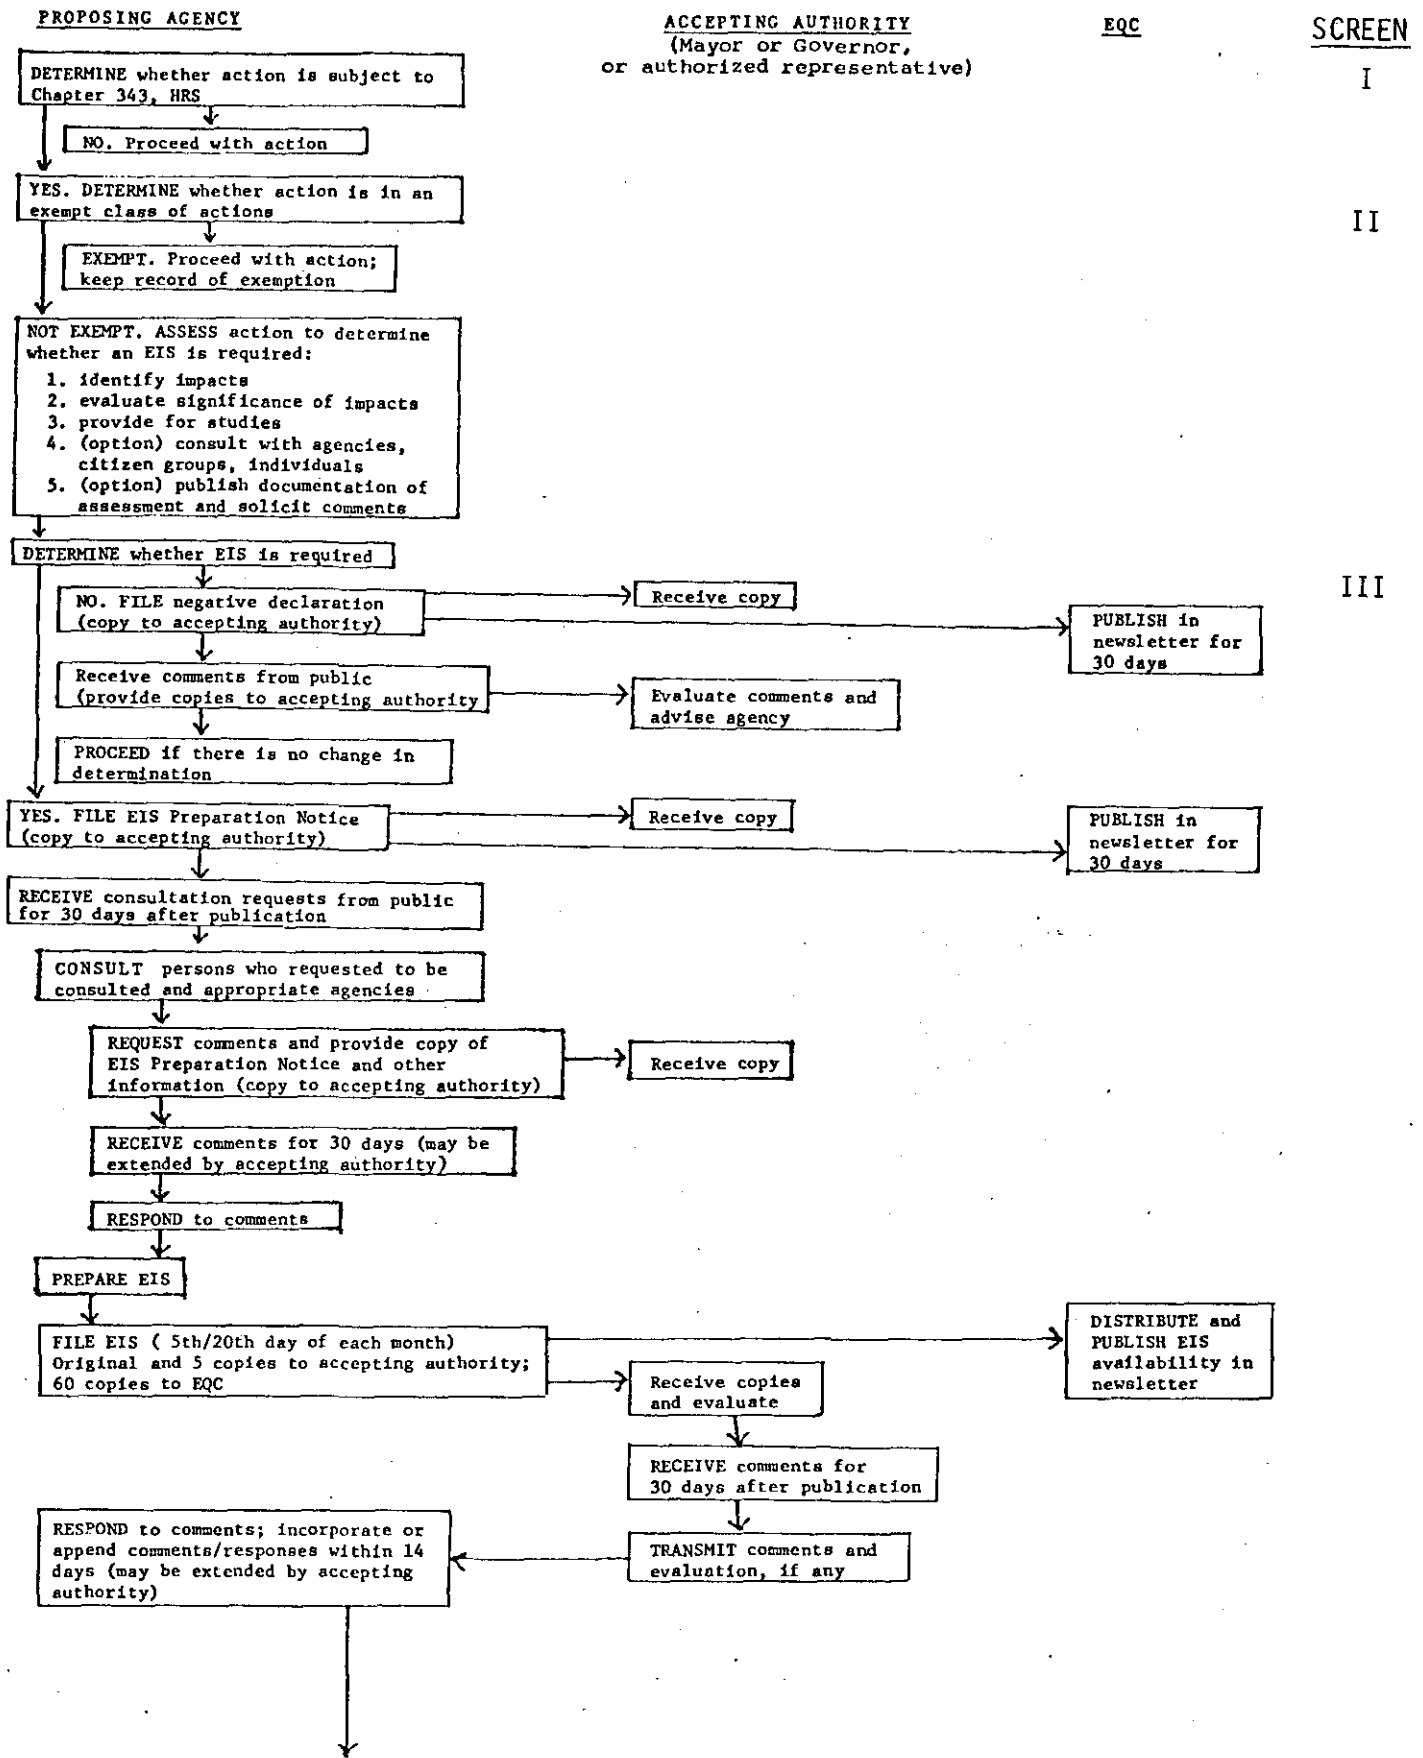 PROPOSING AGENCY
ACCEPTING AUTHORITY
(Mayor or Governor,
or authorized representative)
EQC
SCREEN
DETERMINE whether action is subject to
Chapter 343, HRS
I
NO. Proceed with action
YES. DETERMINE whether action is in an
exempt class of actions
II
EXEMPT. Proceed with action;
keep record of exemption
NOT EXEMPT. ASSESS action to determine
whether an EIS is required:
1. identify impacts
2. evaluate significance of impacts
3. provide for studies
4. (option) consult with agencies,
citizen groups, individuals
5. (option) publish documentation of
assessment and solicit comments
DETERMINE whether EIS is required
III
NO. FILE negative declaration
(copy to accepting authority)
Receive copy
PUBLISH in
newsletter for
30 days
Receive comments from public
(provide copies to accepting authority
Evaluate comments and
advise agency
PROCEED if there is no change in
determination
YES. FILE EIS Preparation Notice
(copy to accepting authority)
Receive copy
PUBLISH in
newsletter for
30 days
RECEIVE consultation requests from public
for 30 days after publication
CONSULT persons who requested to be
consulted and appropriate agencies
REQUEST comments and provide copy of
EIS Preparation Notice and other
information (copy to accepting authority)
Receive copy
RECEIVE comments for 30 days (may be
extended by accepting authority)
RESPOND to comments
PREPARE EIS
FILE EIS ( 5th/20th day of each month)
Original and 5 copies to accepting authority;
60 copies to EQC
DISTRIBUTE and
PUBLISH EIS
availability in
newsletter
Receive copies
and evaluate
RECEIVE comments for
30 days after publication
TRANSMIT comments and
evaluation, if any
RESPOND to comments; incorporate or
append comments/responses within 14
days (may be extended by accepting
authority)